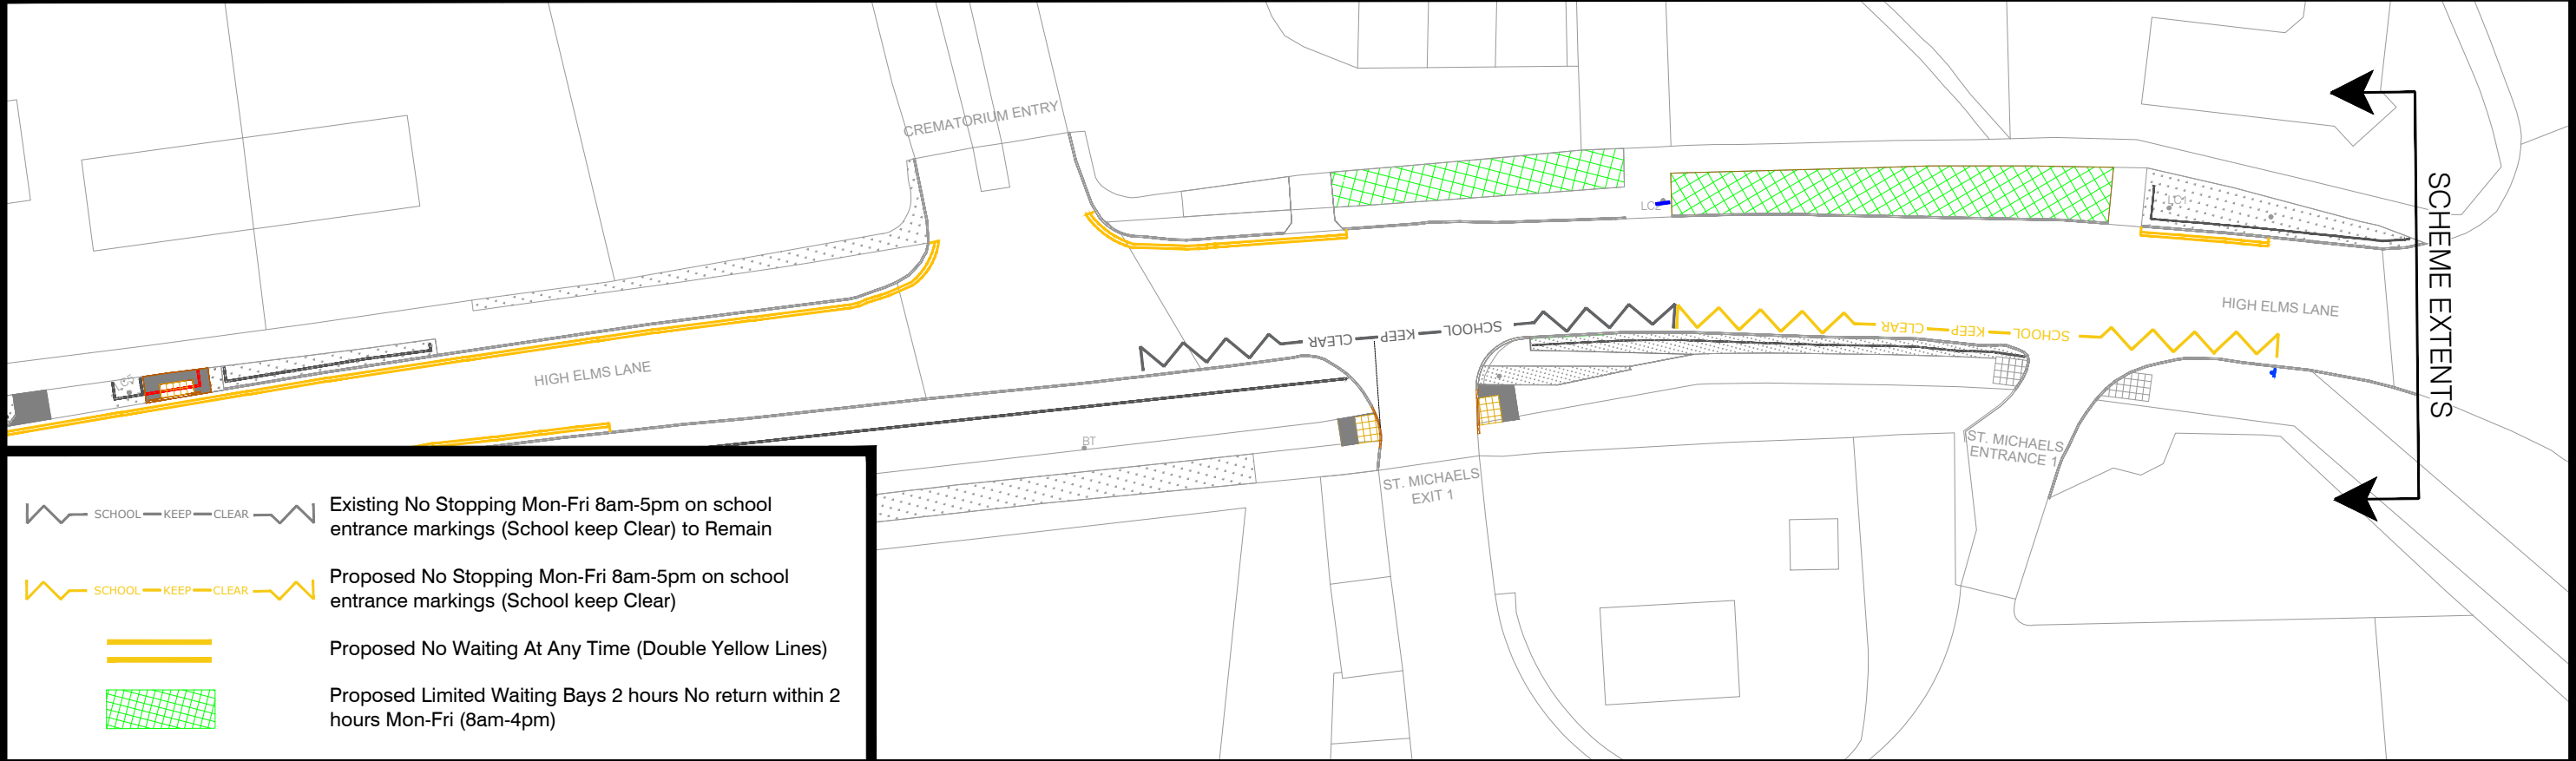 CREMATORIUM ENTRY
SCHEME EXTENTS
LC2
LC1
HIGH ELMS LANE
SCHOOL KEEP CLEAR
SCHOOL KEEP CLEAR
HIGH ELMS LANE
BT
ST. MICHAELS
EXIT 1
ST. MICHAELS
ENTRANCE 1
SCHOOL KEEP CLEAR
Existing No Stopping Mon-Fri 8am-5pm on school
entrance markings (School keep Clear) to Remain
SCHOOL KEEP CLEAR
Proposed No Stopping Mon-Fri 8am-5pm on school
entrance markings (School keep Clear)
Proposed No Waiting At Any Time (Double Yellow Lines)
Proposed Limited Waiting Bays 2 hours No return within 2
hours Mon-Fri (8am-4pm)